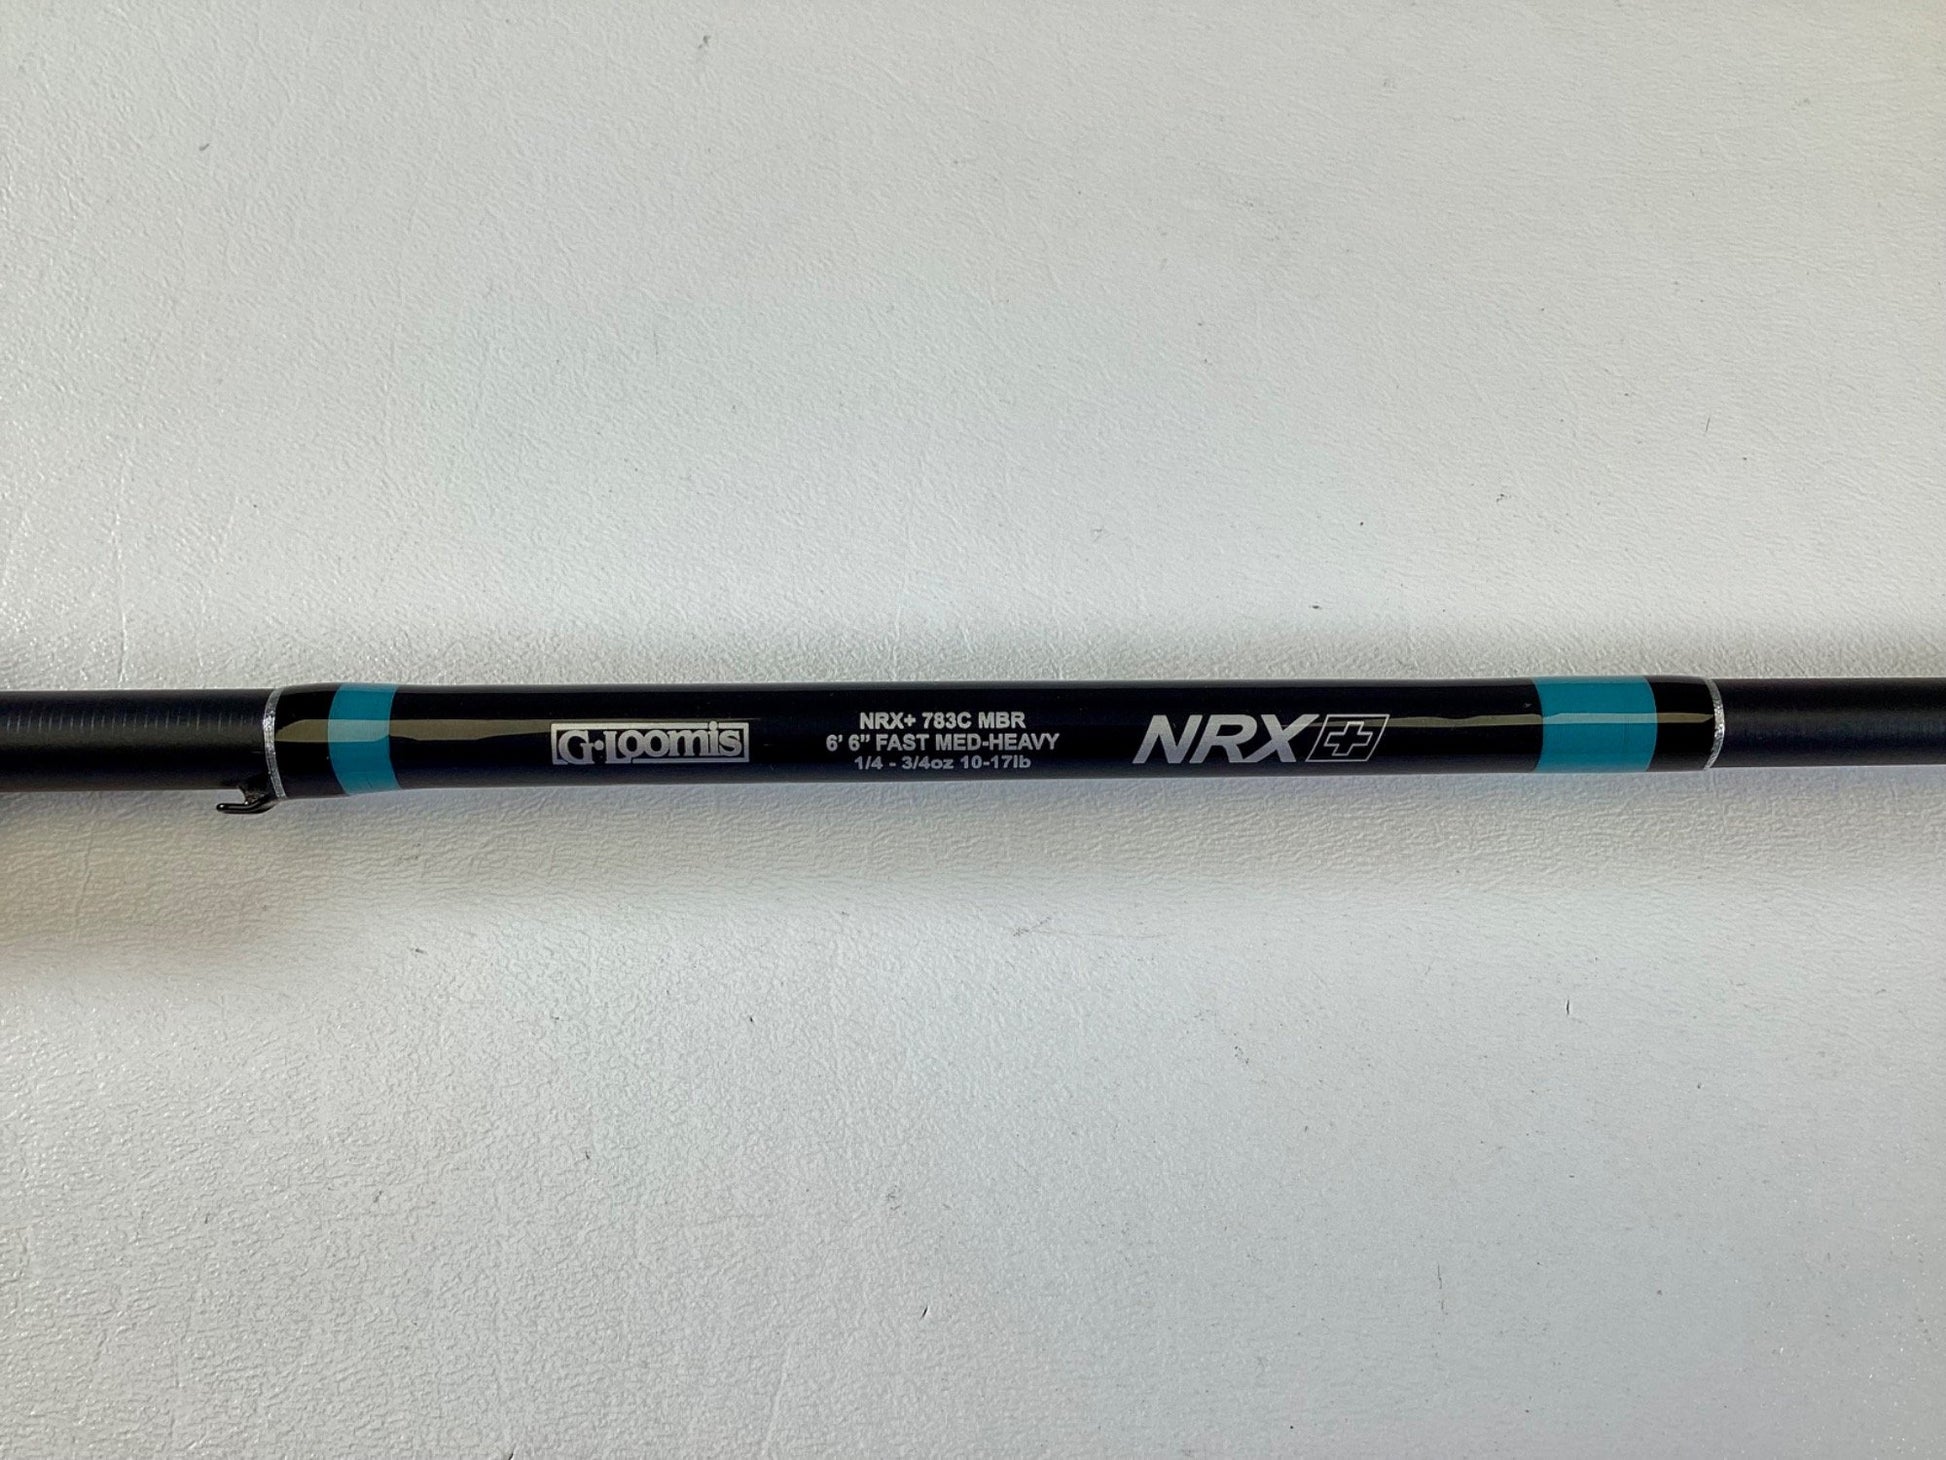 G·Loomis
NRX+ 783C MBR
6' 6" FAST MED-HEAVY
1/4 - 3/4oz 10-17lb
NRX+